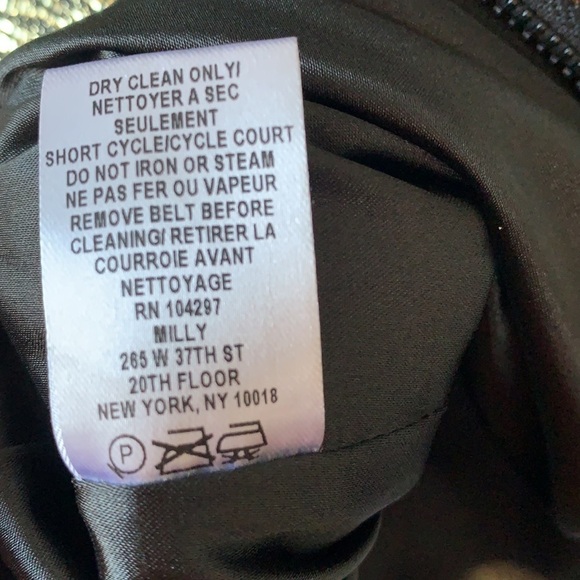 DRY CLEAN ONLY/
NETTOYER A SEC
SEULEMENT
SHORT CYCLE/CYCLE COURT
DO NOT IRON OR STEAM
NE PAS FER OU VAPEUR
REMOVE BELT BEFORE
CLEANING/ RETIRER LA
COURROIE AVANT
NETTOYAGE
RN 104297
MILLY
265 W 37TH ST
20TH FLOOR
NEW YORK, NY 10018
P